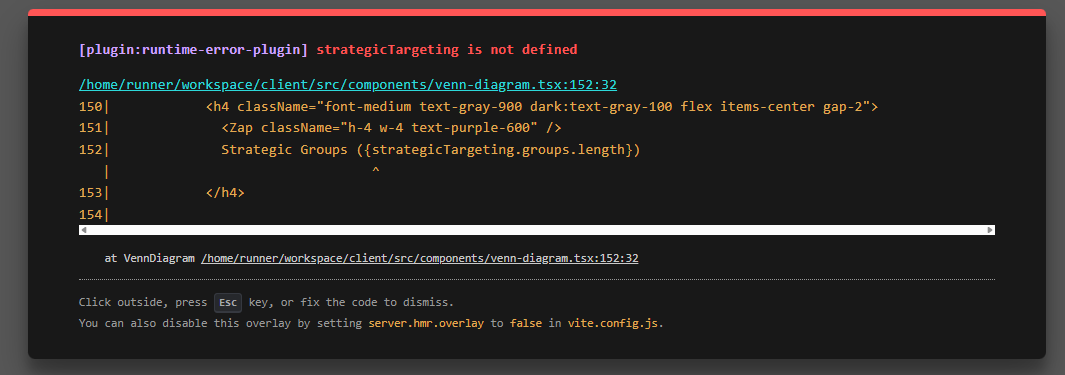 [plugin:runtime-error-plugin] strategicTargeting is not defined
/home/runner/workspace/client/src/components/venn-diagram.tsx:152:32
150|            <h4 className="font-medium text-gray-900 dark:text-gray-100 flex items-center gap-2">
151|              <Zap className="h-4 w-4 text-purple-600" />
152|              Strategic Groups ({strategicTargeting.groups.length})
   |                                ^
153|            </h4>
154|
at VennDiagram /home/runner/workspace/client/src/components/venn-diagram.tsx:152:32
Click outside, press Esc key, or fix the code to dismiss.
You can also disable this overlay by setting server.hmr.overlay to false in vite.config.js.